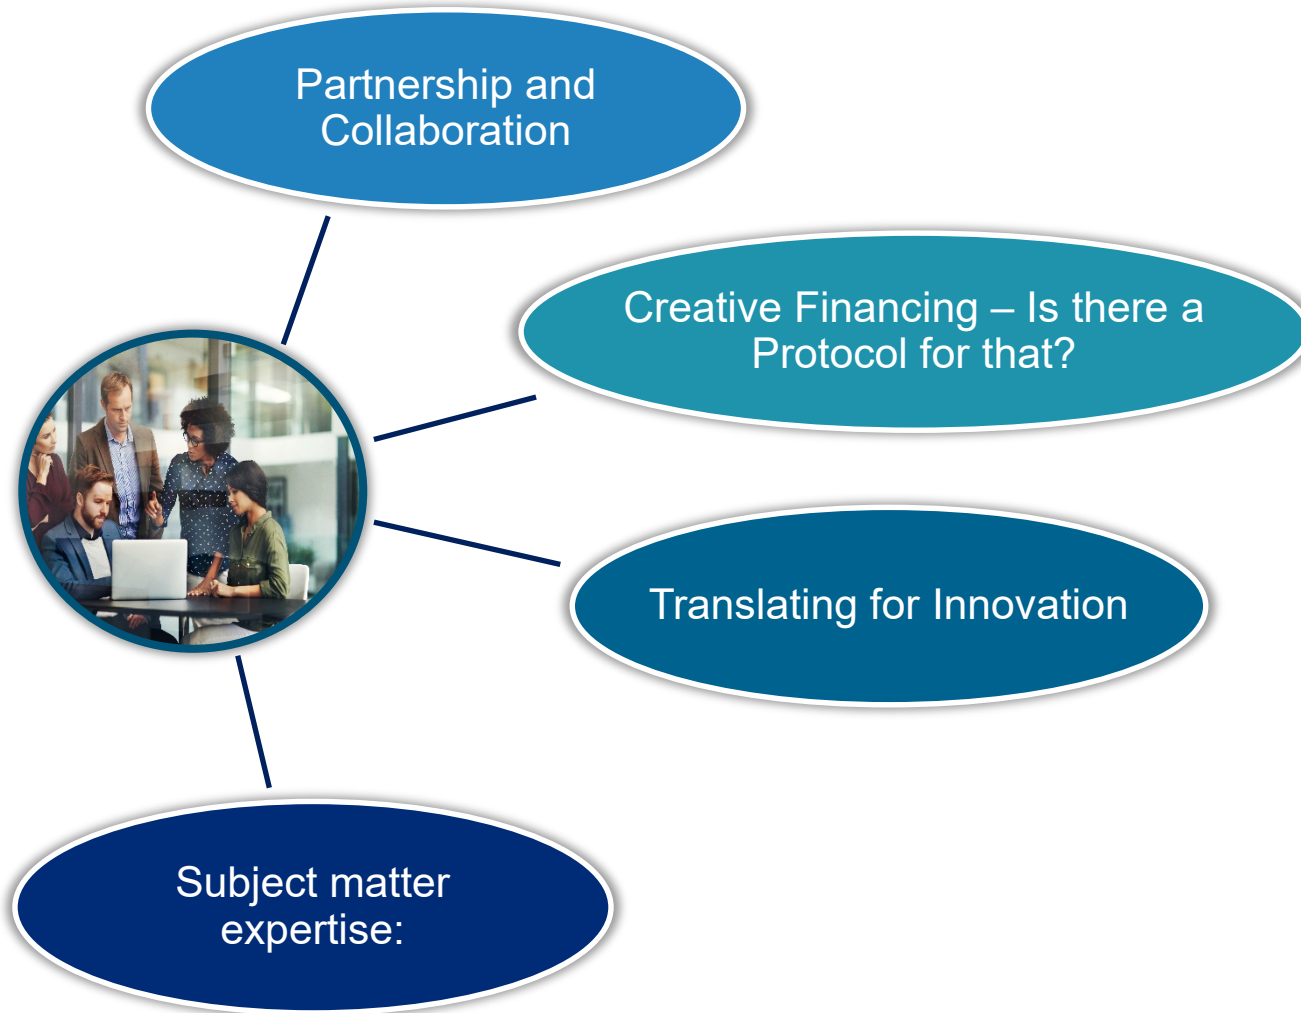 Partnership and
Collaboration
Creative Financing – Is there a
Protocol for that?
Translating for Innovation
Subject matter
expertise: